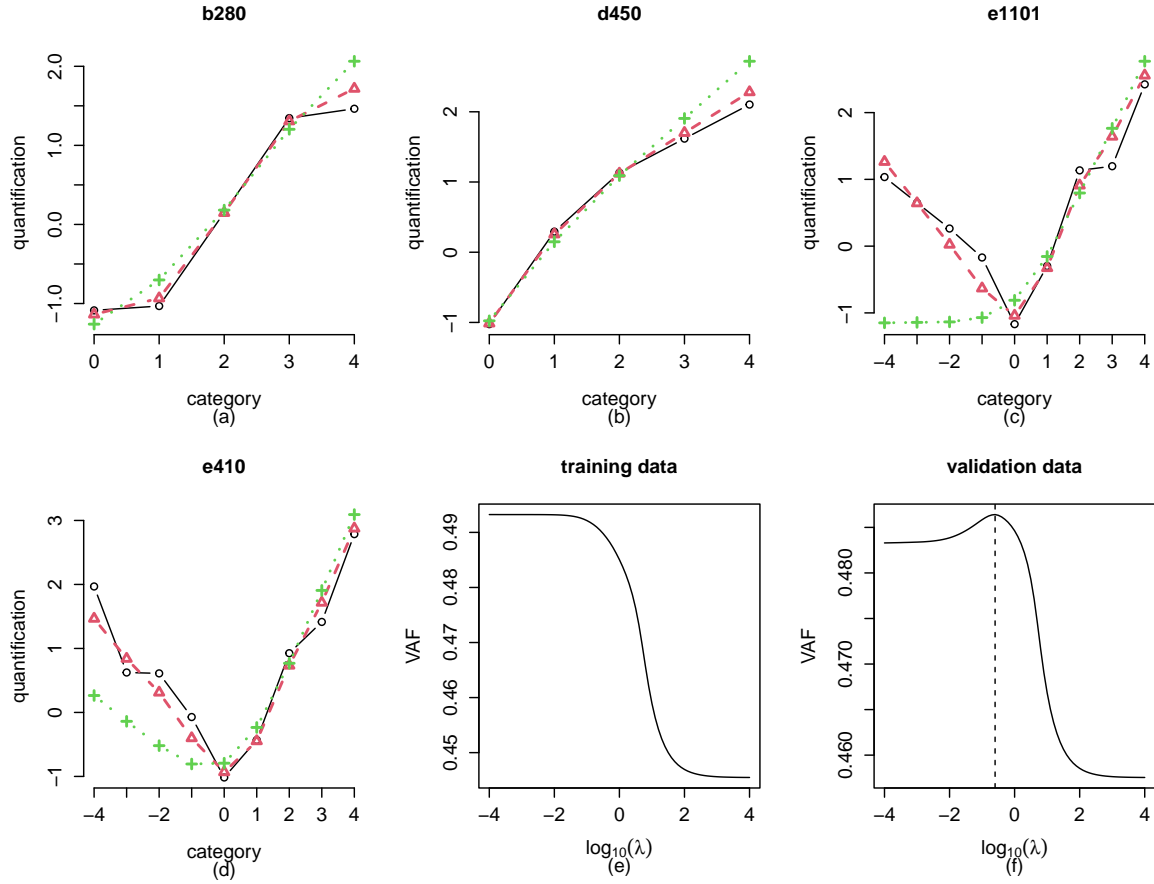 b280
quantification
−1.0 0.0 1.0 2.0
0 1 2 3 4
category
(a)
d450
quantification
−1 0 1 2
0 1 2 3 4
category
(b)
e1101
quantification
−1 0 1 2
−4 −2 0 1 2 3 4
category
(c)
e410
quantification
−1 0 1 2 3
−4 −2 0 1 2 3 4
category
(d)
training data
VAF
0.45 0.46 0.47 0.48 0.49
−4 −2 0 2 4
log₁₀(λ)
(e)
validation data
VAF
0.460 0.470 0.480
−4 −2 0 2 4
log₁₀(λ)
(f)